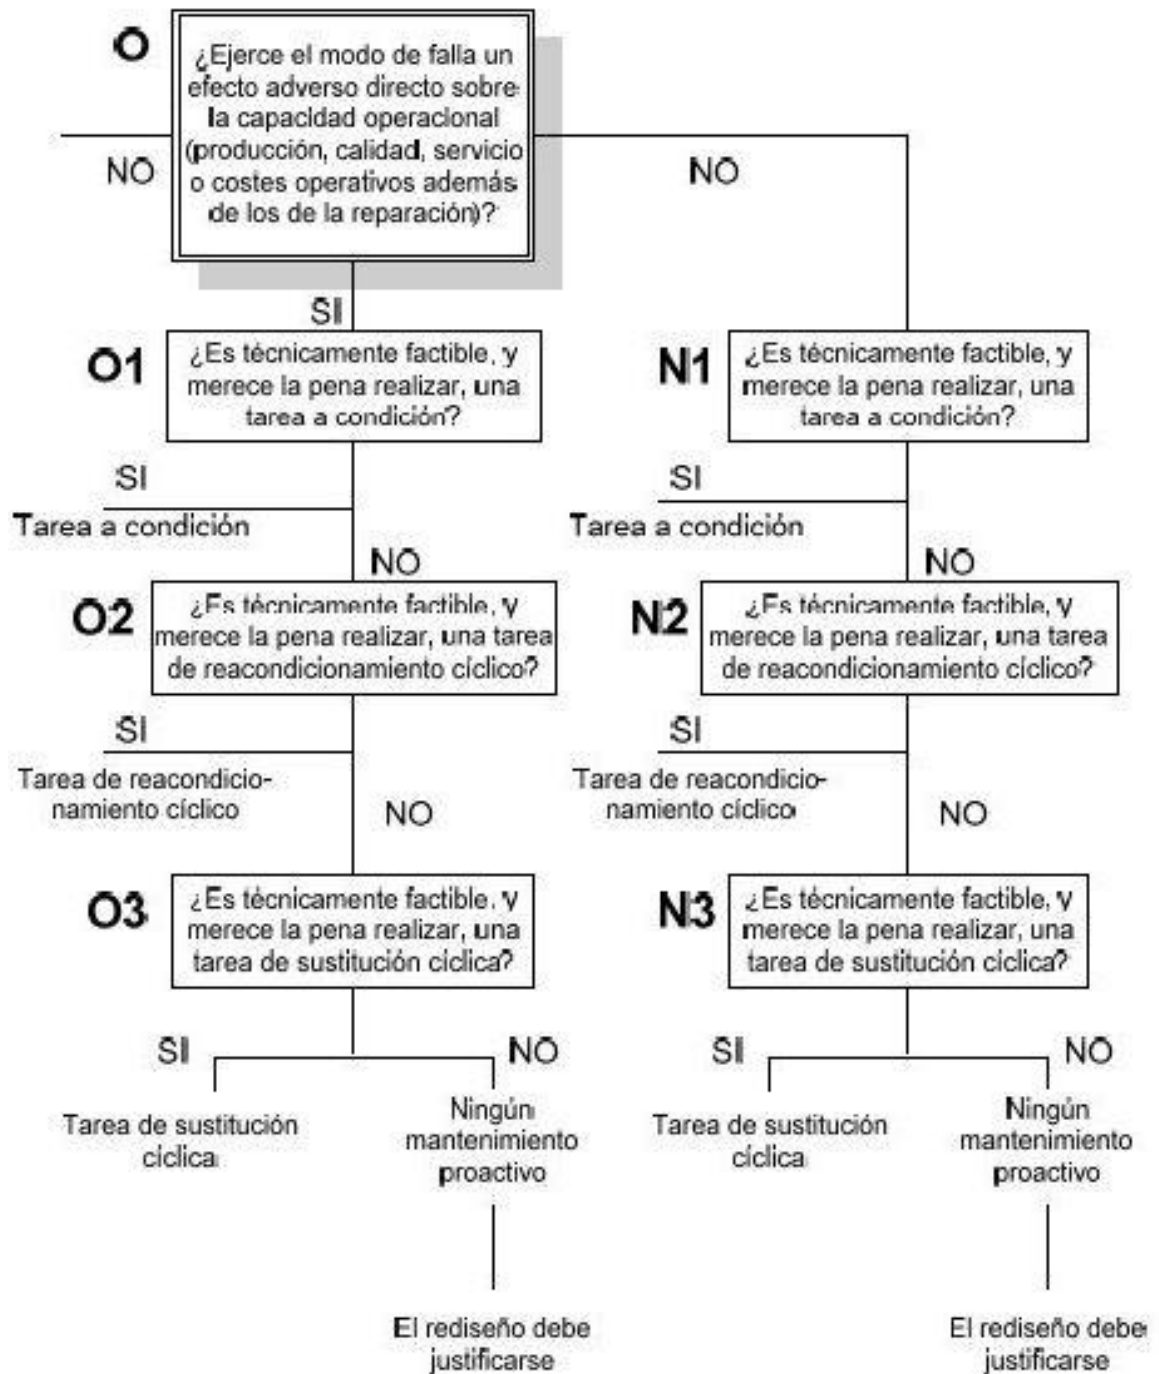 O
¿Ejerce el modo de falla un
efecto adverso directo sobre
la capacidad operacional
(producción, calidad, servicio
o costes operativos además
de los de la reparación)?
NO
NO
SI
O1
¿Es técnicamente factible, y
merece la pena realizar, una
tarea a condición?
N1
¿Es técnicamente factible, y
merece la pena realizar, una
tarea a condición?
SI
Tarea a condición
NO
SI
Tarea a condición
NO
O2
¿Es técnicamente factible, y
merece la pena realizar, una tarea
de reacondicionamiento cíclico?
N2
¿Es técnicamente factible, y
merece la pena realizar, una tarea
de reacondicionamiento cíclico?
SI
Tarea de reacondicio-
namiento cíclico
NO
SI
Tarea de reacondicio-
namiento cíclico
NO
O3
¿Es técnicamente factible, y
merece la pena realizar, una
tarea de sustitución cíclica?
N3
¿Es técnicamente factible, y
merece la pena realizar, una
tarea de sustitución cíclica?
SI
NO
Tarea de sustitución
cíclica
Ningún
mantenimiento
proactivo
El rediseño debe
justificarse
SI
NO
Tarea de sustitución
cíclica
Ningún
mantenimiento
proactivo
El rediseño debe
justificarse